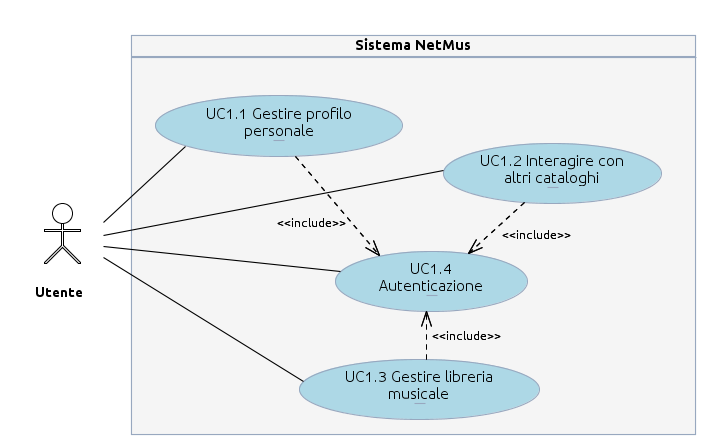 Sistema NetMus
UC1.1 Gestire profilo
personale
UC1.2 Interagire con
altri cataloghi
<<include>>
<<include>>
UC1.4
Autenticazione
Utente
<<include>>
UC1.3 Gestire libreria
musicale